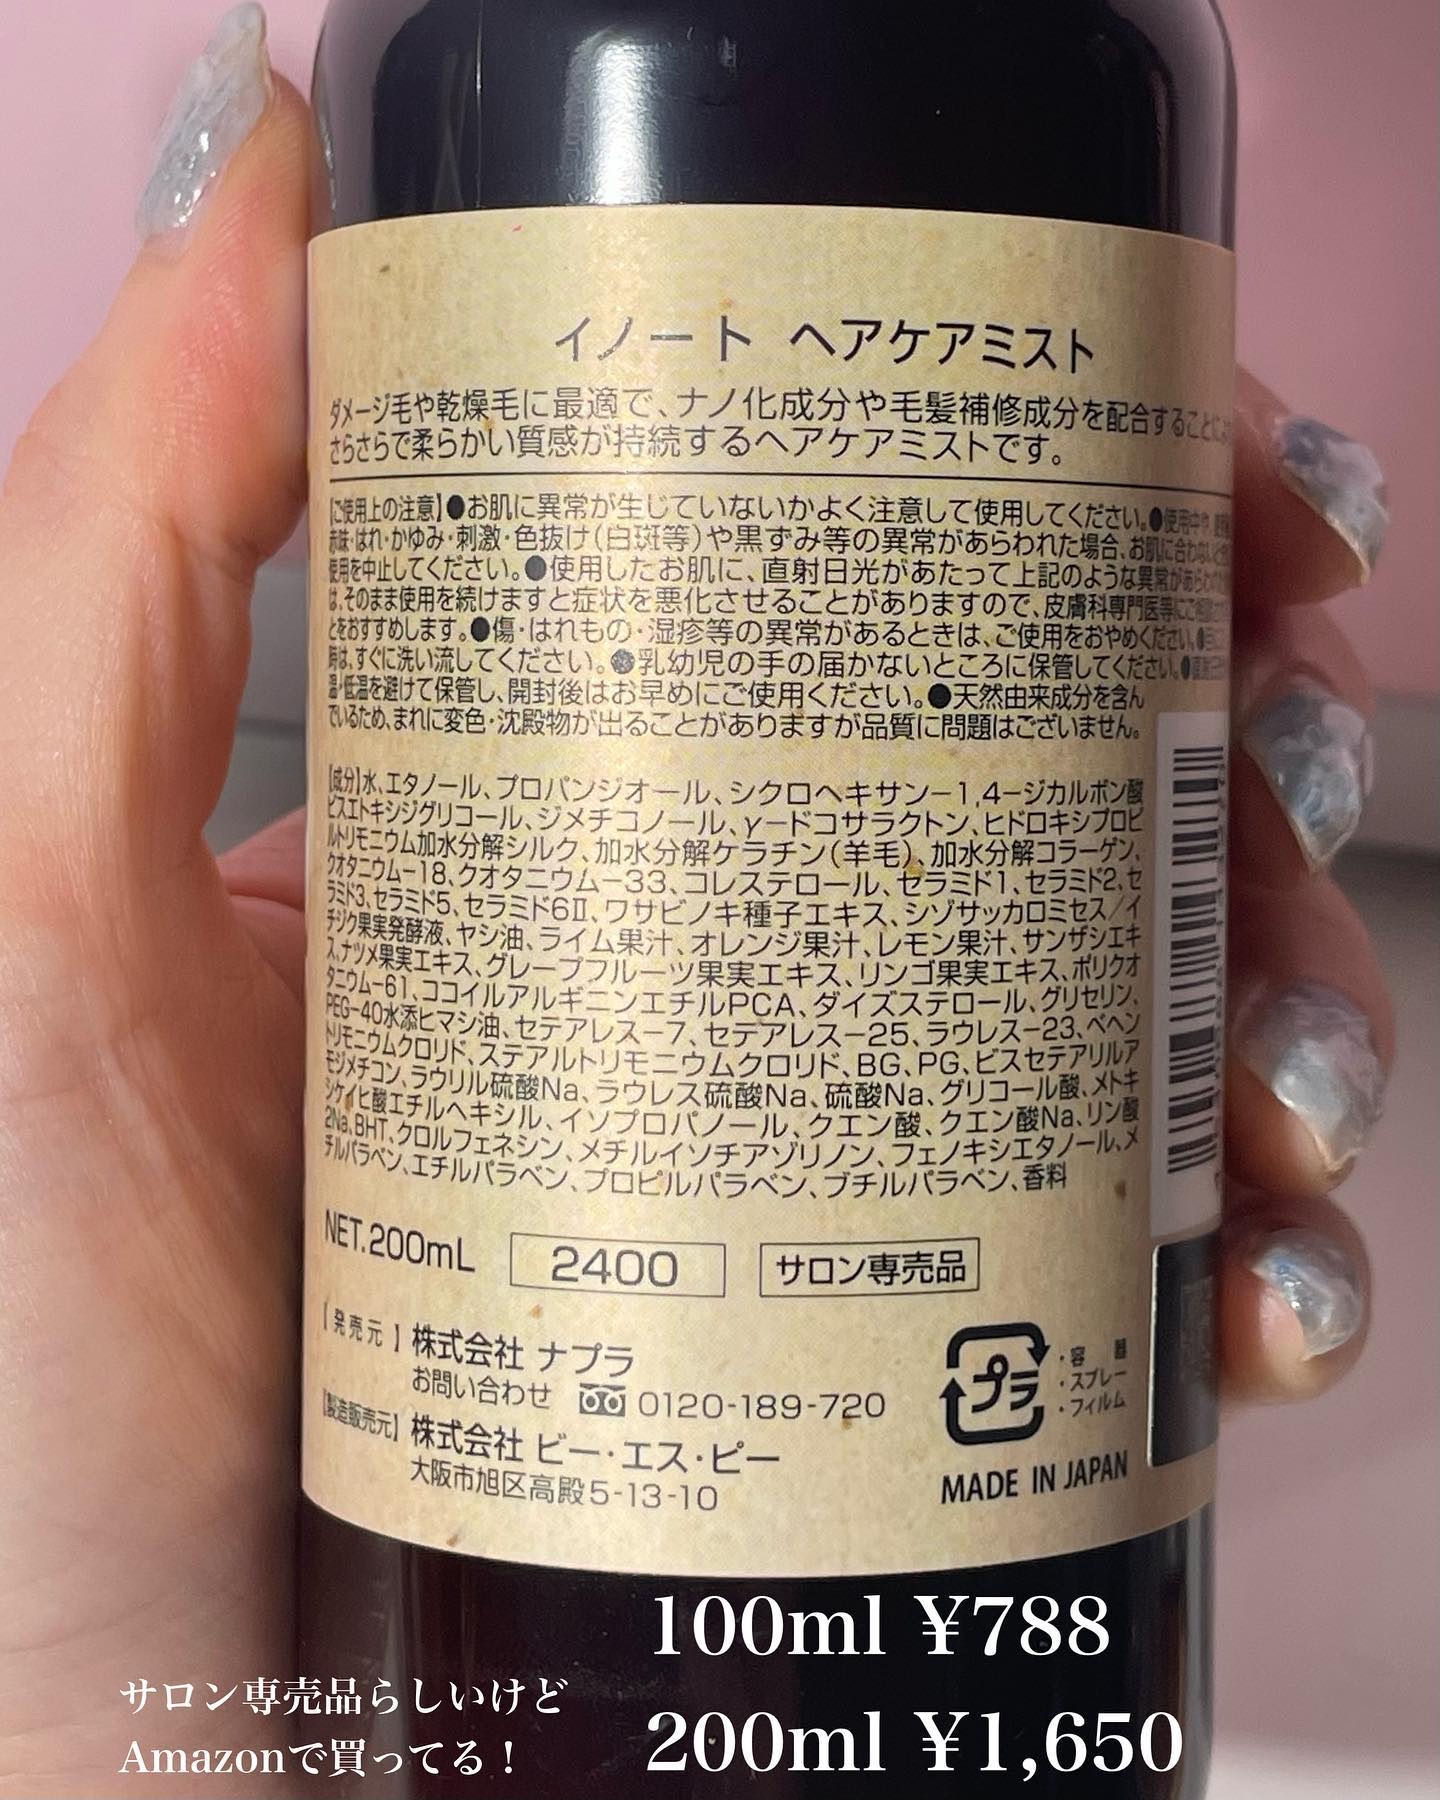 イノート ヘアケアミスト
ダメージ毛や乾燥毛に最適で、ナノ化成分や毛髪補修成分を配合することによ
さらさらで柔らかい質感が持続するヘアケアミストです。
【ご使用上の注意】●お肌に異常が生じていないかよく注意して使用してください。●使用中や
赤味・はれ・かゆみ・刺激・色抜け(白斑等)や黒ずみ等の異常があらわれた場合、お肌に合わないとき
使用を中止してください。●使用したお肌に、直射日光があたって上記のような異常があらわ
は、そのまま使用を続けますと症状を悪化させることがありますので、皮膚科専門医等にご相談
とをおすすめします。●傷・はれもの・湿疹等の異常があるときは、ご使用をおやめください。●目に
時は、すぐに洗い流してください。●乳幼児の手の届かないところに保管してください。●直射
温・低温を避けて保管し、開封後はお早めにご使用ください。●天然由来成分を含ん
でいるため、まれに変色・沈殿物が出ることがありますが品質に問題はございません。
【成分】水、エタノール、プロパンジオール、シクロヘキサン-1,4-ジカルボン酸
ビスエトキシジグリコール、ジメチコノール、γ-ドコサラクトン、ヒドロキシプロピ
ルトリモニウム加水分解シルク、加水分解ケラチン(羊毛)、加水分解コラーゲン、
クオタニウム-18、クオタニウム-33、コレステロール、セラミド1、セラミド2、セ
ラミド3、セラミド5、セラミド6Ⅱ、ワサビノキ種子エキス、シゾサッカロミセス/イ
チジク果実発酵液、ヤシ油、ライム果汁、オレンジ果汁、レモン果汁、サンザシエキ
ス、ナツメ果実エキス、グレープフルーツ果実エキス、リンゴ果実エキス、ポリクオ
タニウム-61、ココイルアルギニンエチルPCA、ダイズステロール、グリセリン、
PEG-40水添ヒマシ油、セテアレス-7、セテアレス-25、ラウレス-23、ベヘン
トリモニウムクロリド、ステアルトリモニウムクロリド、BG、PG、ビスセテアリルア
モジメチコン、ラウリル硫酸Na、ラウレス硫酸Na、硫酸Na、グリコール酸、メトキ
シケイヒ酸エチルヘキシル、イソプロパノール、クエン酸、クエン酸Na、リン酸
2Na、BHT、クロルフェネシン、メチルイソチアゾリノン、フェノキシエタノール、メ
チルパラベン、エチルパラベン、プロピルパラベン、ブチルパラベン、香料
NET.200mL 2400 サロン専売品
【発売元】株式会社 ナプラ
お問い合わせ 0120-189-720
【製造販売元】株式会社 ビー・エス・ピー
大阪市旭区高殿5-13-10
プラ
・容器
・スプレー
・フィルム
MADE IN JAPAN
100ml ¥788
サロン専売品らしいけど
Amazonで買ってる！
200ml ¥1,650